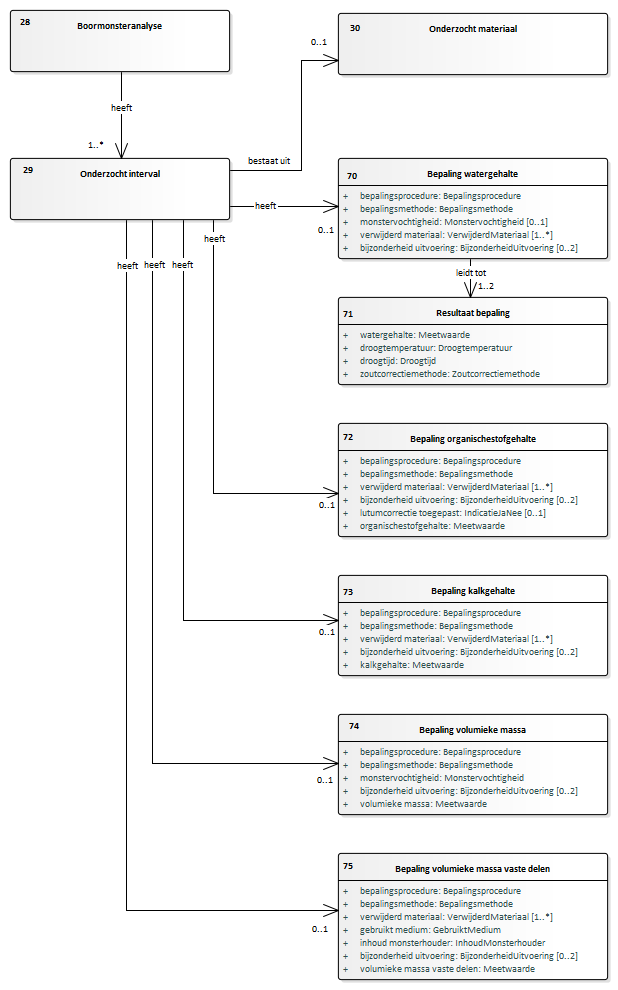 28
Boormonsteranalyse
30
Onderzocht materiaal
0..1
heeft
1..*
bestaat uit
29
Onderzocht interval
70
Bepaling watergehalte
+ bepalingsprocedure: Bepalingsprocedure
+ bepalingsmethode: Bepalingsmethode
+ monstervochtigheid: Monstervochtigheid [0..1]
+ verwijderd materiaal: VerwijderdMateriaal [1..*]
+ bijzonderheid uitvoering: BijzonderheidUitvoering [0..2]
heeft
0..1
heeft
heeft
heeft
heeft
leidt tot
1..2
71
Resultaat bepaling
+ watergehalte: Meetwaarde
+ droogtemperatuur: Droogtemperatuur
+ droogtijd: Droogtijd
+ zoutcorrectiemethode: Zoutcorrectiemethode
72
Bepaling organischestofgehalte
+ bepalingsprocedure: Bepalingsprocedure
+ bepalingsmethode: Bepalingsmethode
+ verwijderd materiaal: VerwijderdMateriaal [1..*]
+ bijzonderheid uitvoering: BijzonderheidUitvoering [0..2]
+ lutumcorrectie toegepast: IndicatieJaNee [0..1]
+ organischestofgehalte: Meetwaarde
0..1
73
Bepaling kalkgehalte
+ bepalingsprocedure: Bepalingsprocedure
+ bepalingsmethode: Bepalingsmethode
+ verwijderd materiaal: VerwijderdMateriaal [1..*]
+ bijzonderheid uitvoering: BijzonderheidUitvoering [0..2]
+ kalkgehalte: Meetwaarde
0..1
74
Bepaling volumieke massa
+ bepalingsprocedure: Bepalingsprocedure
+ bepalingsmethode: Bepalingsmethode
+ monstervochtigheid: Monstervochtigheid
+ bijzonderheid uitvoering: BijzonderheidUitvoering [0..2]
+ volumieke massa: Meetwaarde
0..1
75
Bepaling volumieke massa vaste delen
+ bepalingsprocedure: Bepalingsprocedure
+ bepalingsmethode: Bepalingsmethode
+ verwijderd materiaal: VerwijderdMateriaal [1..*]
+ gebruikt medium: GebruiktMedium
+ inhoud monsterhouder: InhoudMonsterhouder
+ bijzonderheid uitvoering: BijzonderheidUitvoering [0..2]
+ volumieke massa vaste delen: Meetwaarde
0..1